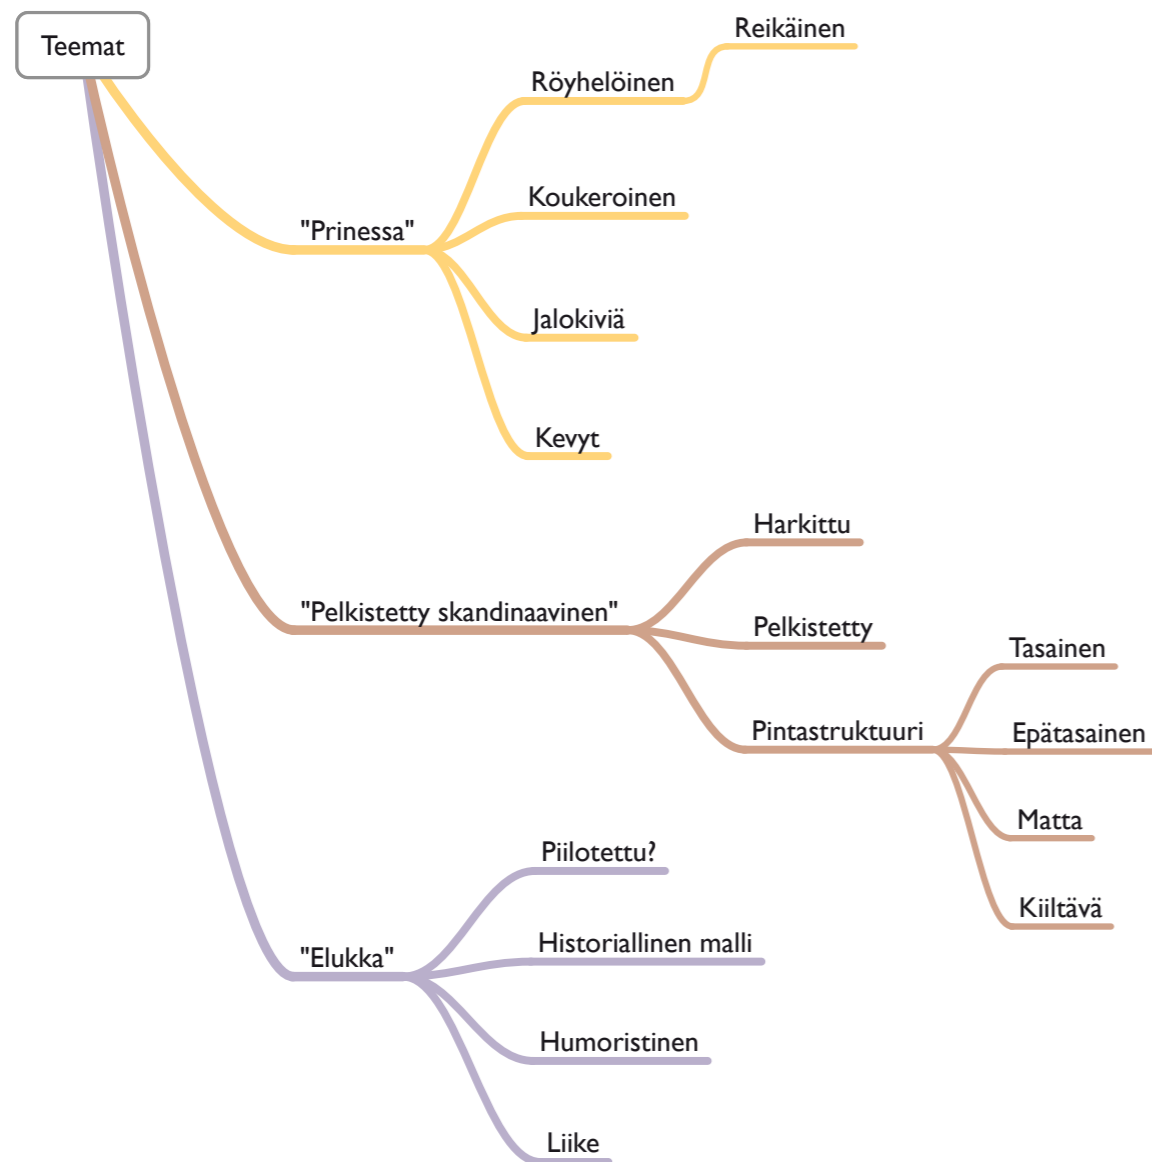 Teemat
"Prinessa"
Röyhelöinen
Reikäinen
Koukeroinen
Jalokiviä
Kevyt
"Pelkistetty skandinaavinen"
Harkittu
Pelkistetty
Pintastruktuuri
Tasainen
Epätasainen
Matta
Kiiltävä
"Elukka"
Piilotettu?
Historiallinen malli
Humoristinen
Liike